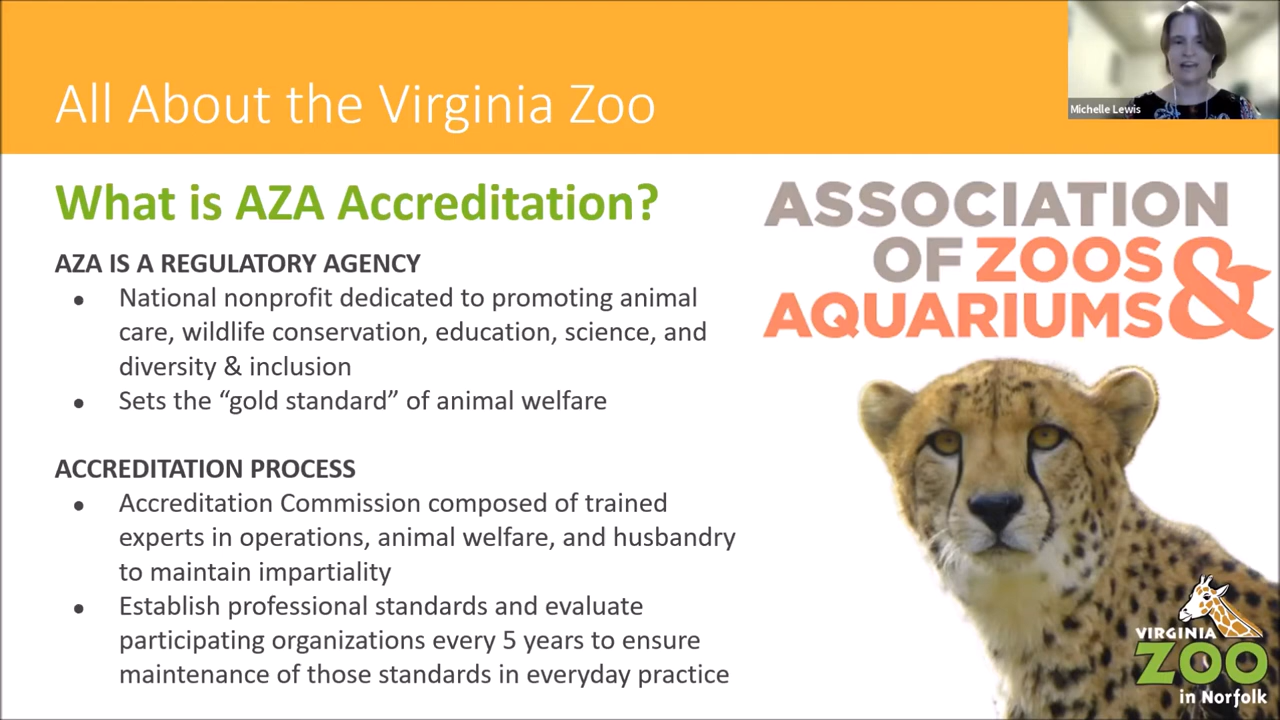 All About the Virginia Zoo
Michelle Lewis
What is AZA Accreditation?
AZA IS A REGULATORY AGENCY
● National nonprofit dedicated to promoting animal
care, wildlife conservation, education, science, and
diversity & inclusion
● Sets the “gold standard” of animal welfare
ACCREDITATION PROCESS
● Accreditation Commission composed of trained
experts in operations, animal welfare, and husbandry
to maintain impartiality
● Establish professional standards and evaluate
participating organizations every 5 years to ensure
maintenance of those standards in everyday practice
ASSOCIATION
OF ZOOS &
AQUARIUMS
VIRGINIA
ZOO
in Norfolk